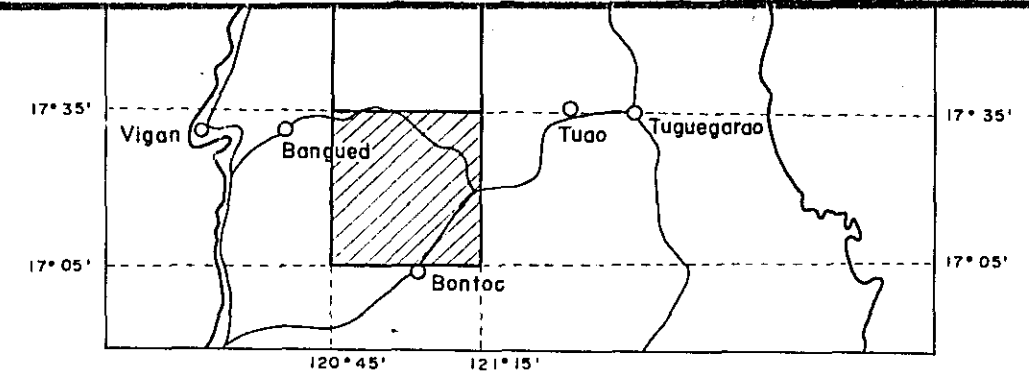 17° 35'
Vigan
Bangued
Tuao
Tuguegarao
17° 35'
17° 05'
Bontoc
17° 05'
120° 45'
121° 15'